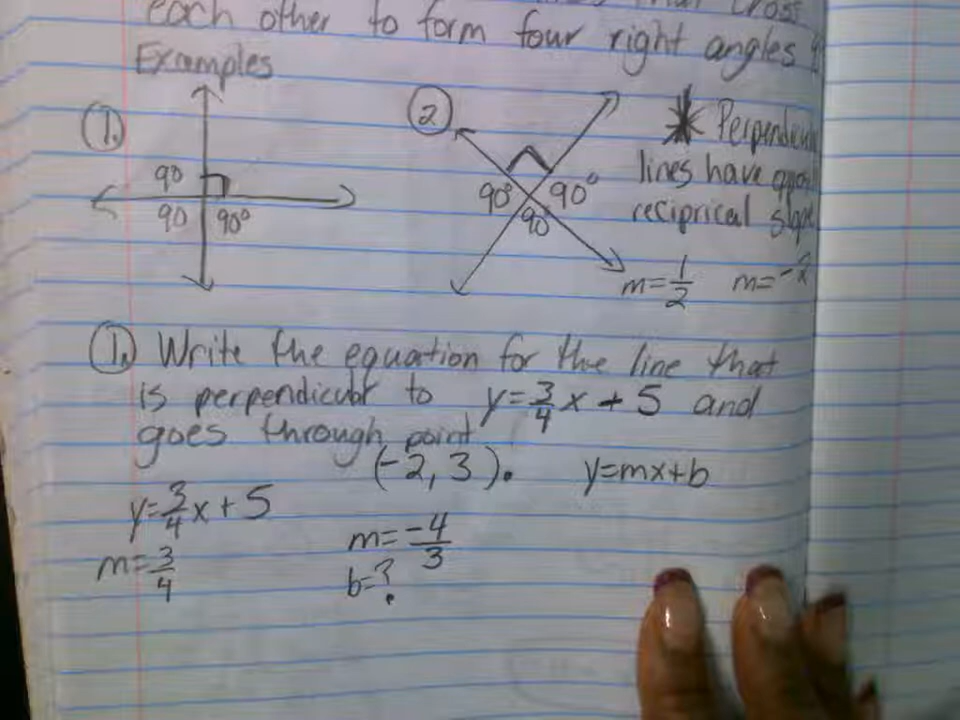 each other to form four right angles
Examples
1.
90
90 90°
2
90° 90°
90°
Perpendicu
lines have
reciprical
m=1/2 m=-2
1. Write the equation for the line that
is perpendicular to y=3/4x+5 and
goes through point
(-2,3). y=mx+b
y=3/4x+5
m=3/4
m=-4/3
b=?